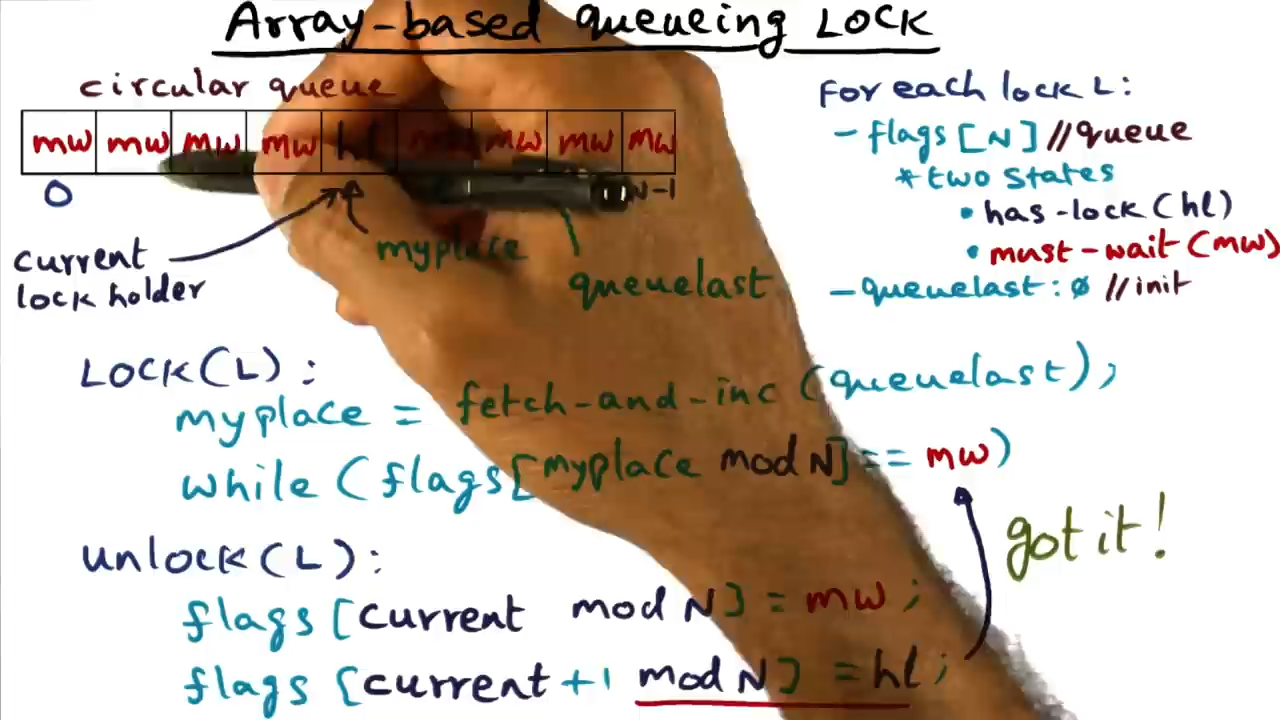 Array-based queueing LOCK
circular queue
mw mw mw mw hl mw mw mw mw
0 N-1
current
lock holder
myplace
queuelast
For each lock L:
- flags [N] //queue
* two states
• has-lock (hl)
• must-wait (mw)
- queuelast: ∅ //init
LOCK(L):
myplace = fetch-and-inc (queuelast);
while (flags[myplace mod N] == mw)
unlock(L):
flags [current mod N] = mw;
flags [current +1 mod N] = hl;
got it!